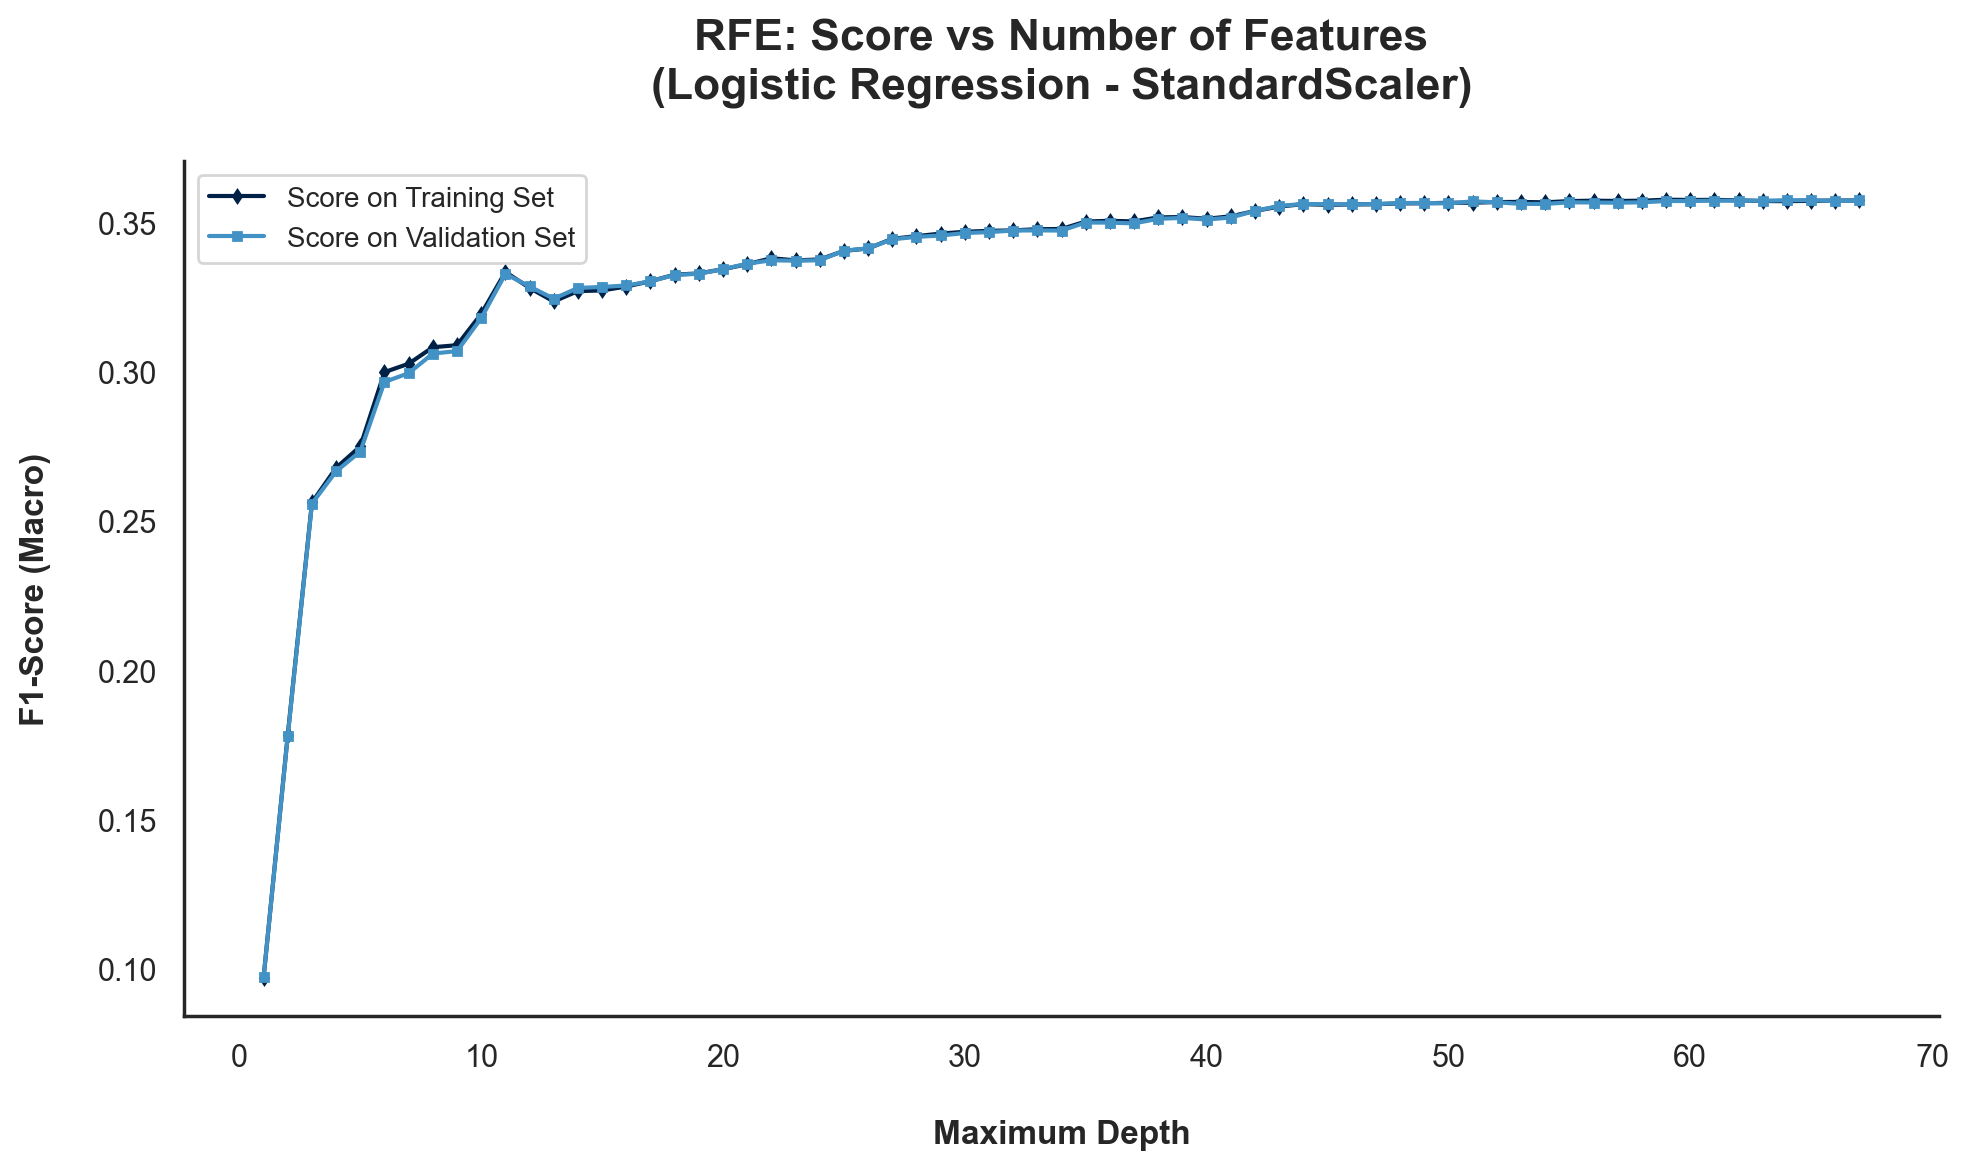 RFE: Score vs Number of Features
(Logistic Regression - StandardScaler)
Score on Training Set
Score on Validation Set
F1-Score (Macro)
0.35
0.30
0.25
0.20
0.15
0.10
0 10 20 30 40 50 60 70
Maximum Depth